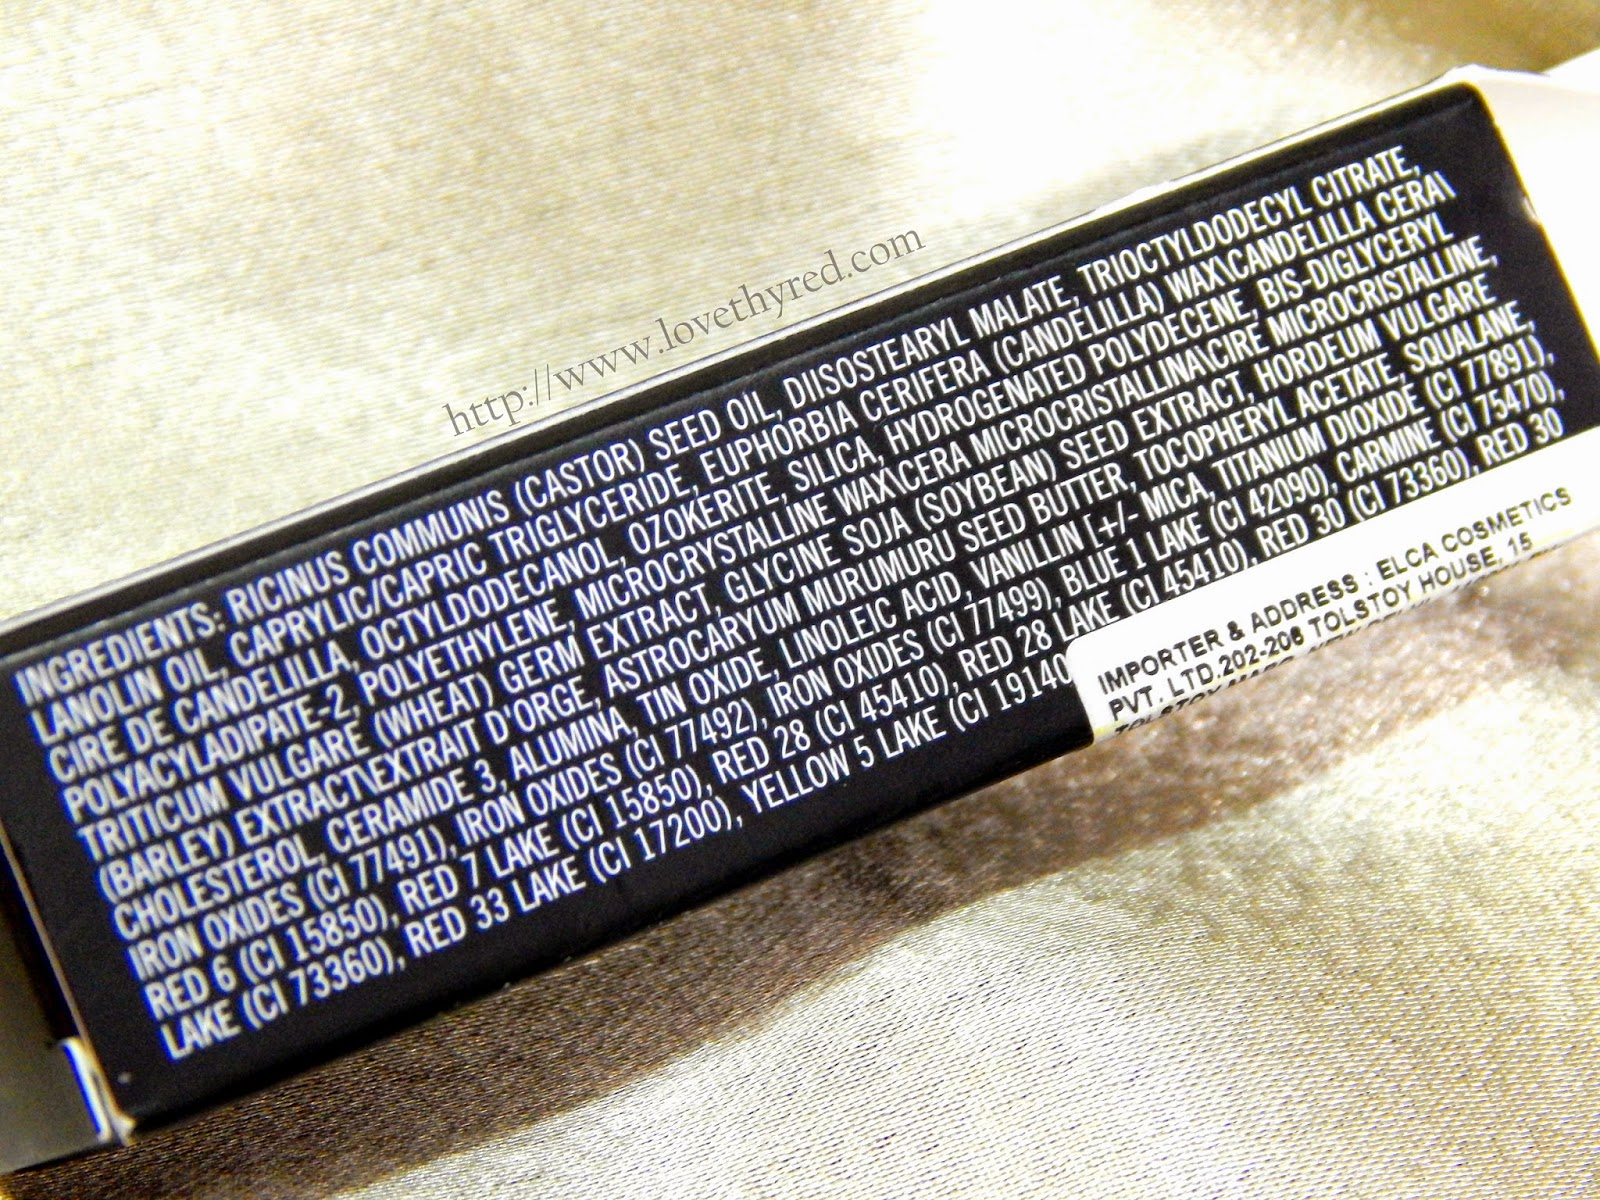 http://www.lovethyred.com
INGREDIENTS: RICINUS COMMUNIS (CASTOR) SEED OIL, DIISOSTEARYL MALATE, TRIOCTYLDODECYL CITRATE,
LANOLIN OIL, CAPRYLIC/CAPRIC TRIGLYCERIDE, EUPHORBIA CERIFERA (CANDELILLA) WAX\CANDELILLA CERA\
CIRE DE CANDELILLA, OCTYLDODECANOL, OZOKERITE, SILICA, HYDROGENATED POLYDECENE, BIS-DIGLYCERYL
POLYACYLADIPATE-2, POLYETHYLENE, MICROCRYSTALLINE WAX\CERA MICROCRISTALLINA\CIRE MICROCRISTALLINE,
TRITICUM VULGARE (WHEAT) GERM EXTRACT, GLYCINE SOJA (SOYBEAN) SEED EXTRACT, HORDEUM VULGARE
(BARLEY) EXTRACT\EXTRAIT D'ORGE, ASTROCARYUM MURUMURU SEED BUTTER, TOCOPHERYL ACETATE, SQUALANE,
CHOLESTEROL, CERAMIDE 3, ALUMINA, TIN OXIDE, LINOLEIC ACID, VANILLIN [+/- MICA, TITANIUM DIOXIDE (CI 77891),
IRON OXIDES (CI 77491), IRON OXIDES (CI 77492), IRON OXIDES (CI 77499), BLUE 1 LAKE (CI 42090), CARMINE (CI 75470),
RED 6 (CI 15850), RED 7 LAKE (CI 15850), RED 28 (CI 45410), RED 28 LAKE (CI 45410), RED 30 (CI 73360), RED 30
LAKE (CI 73360), RED 33 LAKE (CI 17200), YELLOW 5 LAKE (CI 19140
IMPORTER & ADDRESS : ELCA COSMETICS
PVT. LTD.202-206 TOLSTOY HOUSE, 15
TOLSTOY